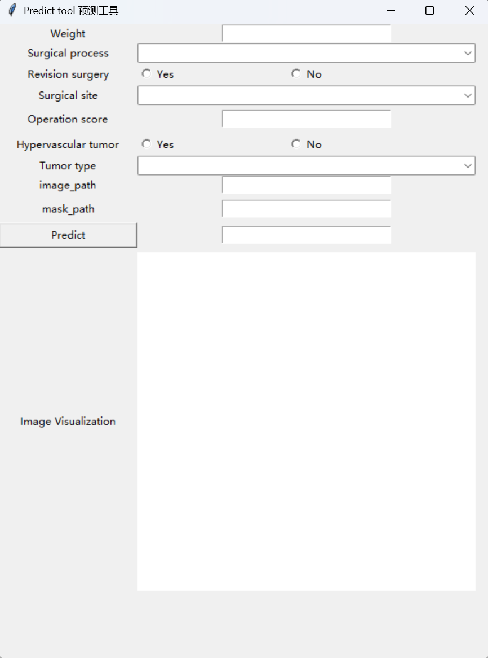 Predict tool 预测工具
Weight
Surgical process
Revision surgery Yes No
Surgical site
Operation score
Hypervascular tumor Yes No
Tumor type
image_path
mask_path
Predict
Image Visualization